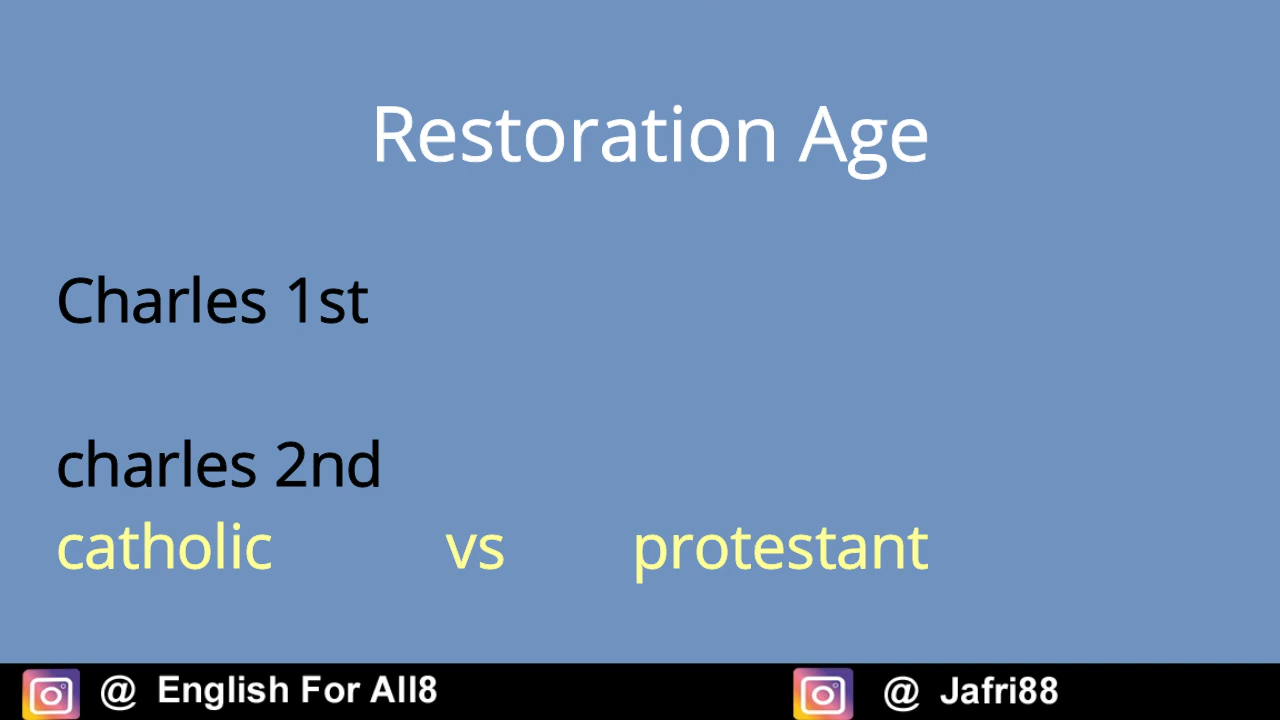 Restoration Age
Charles 1st
charles 2nd
catholic vs protestant
@ English For All8 @ Jafri88